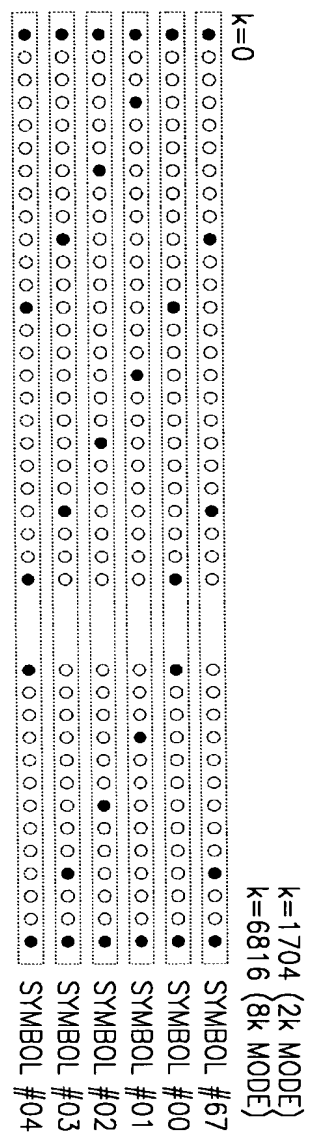 k=0
k=1704 (2k MODE)
k=6816 (8k MODE)
SYMBOL #67
SYMBOL #00
SYMBOL #01
SYMBOL #02
SYMBOL #03
SYMBOL #04